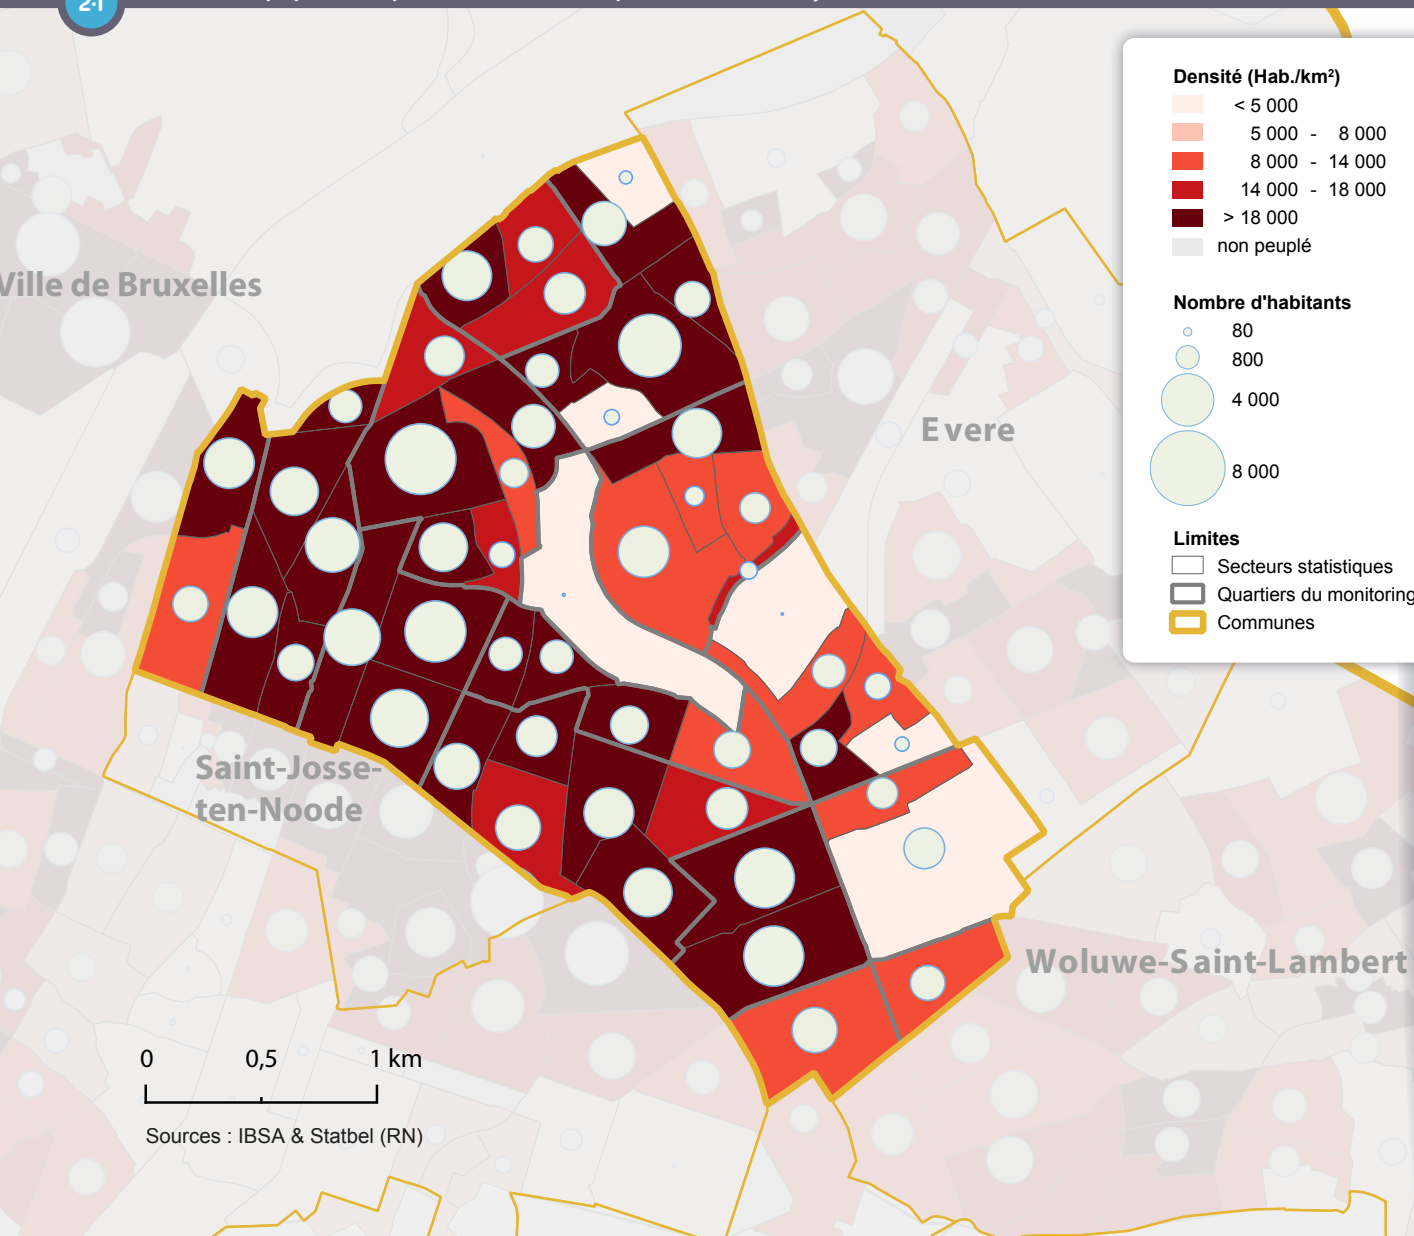 2·1
Densité (Hab./km²)
< 5 000
5 000 - 8 000
8 000 - 14 000
14 000 - 18 000
> 18 000
non peuplé
Nombre d'habitants
80
800
4 000
8 000
Limites
Secteurs statistiques
Quartiers du monitoring
Communes
Ville de Bruxelles
Evere
Saint-Josse-
ten-Noode
Woluwe-Saint-Lambert
0 0,5 1 km
Sources : IBSA & Statbel (RN)